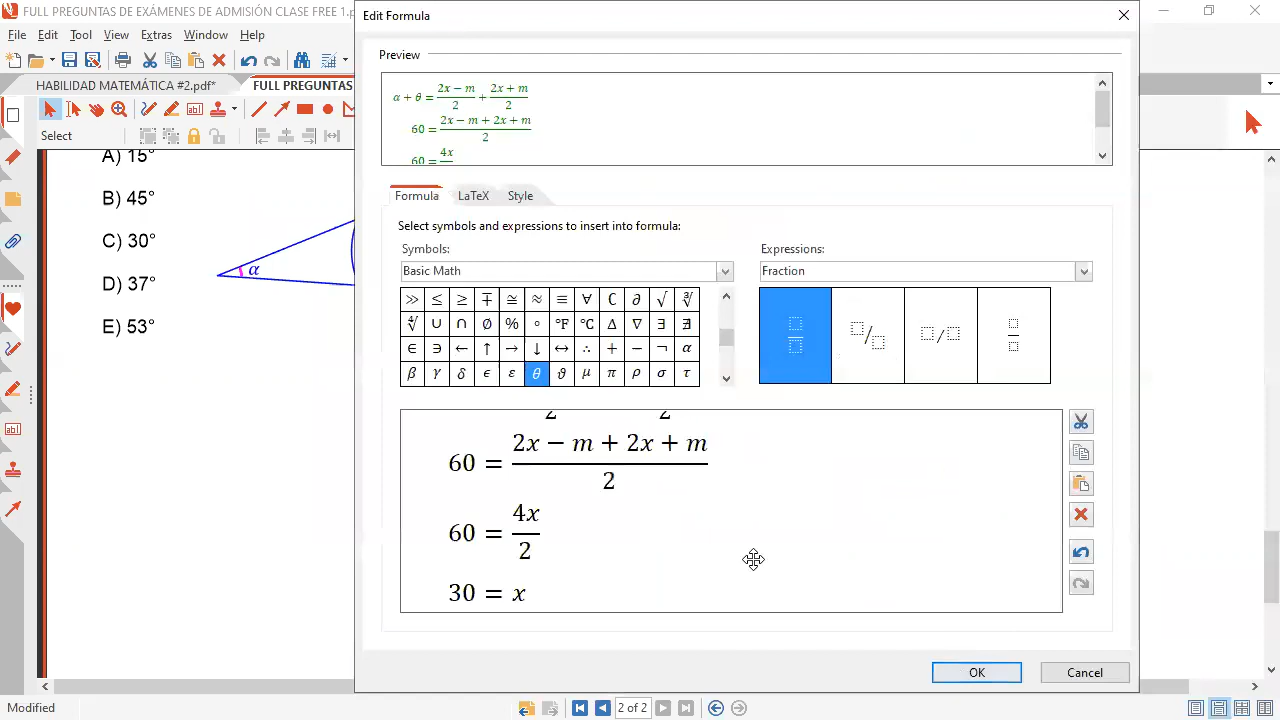 FULL PREGUNTAS DE EXÁMENES DE ADMISIÓN CLASE FREE 1.p
Edit Formula
File Edit Tool View Extras Window Help
Preview
HABILIDAD MATEMÁTICA #2.pdf*
FULL PREGUNTAS
α + θ = (2x − m)/2 + (2x + m)/2
60 = (2x − m + 2x + m)/2
60 = 4x
Select
A) 15°
B) 45°
C) 30°
D) 37°
E) 53°
α
Formula LaTeX Style
Select symbols and expressions to insert into formula:
Symbols: Expressions:
Basic Math Fraction
≫ ≤ ≥ ∓ ≅ ≈ ≡ ∀ ∁ ∂ √ ∛
∜ ∪ ∩ ∅ % ° °F °C ∆ ∇ ∃ ∄
∈ ∋ ← ↑ → ↓ ↔ ∴ + − ¬ α
β γ δ ϵ ε θ ϑ μ π ρ σ τ
2 2
60 = (2x − m + 2x + m)/2
60 = 4x/2
30 = x
OK Cancel
Modified
2 of 2